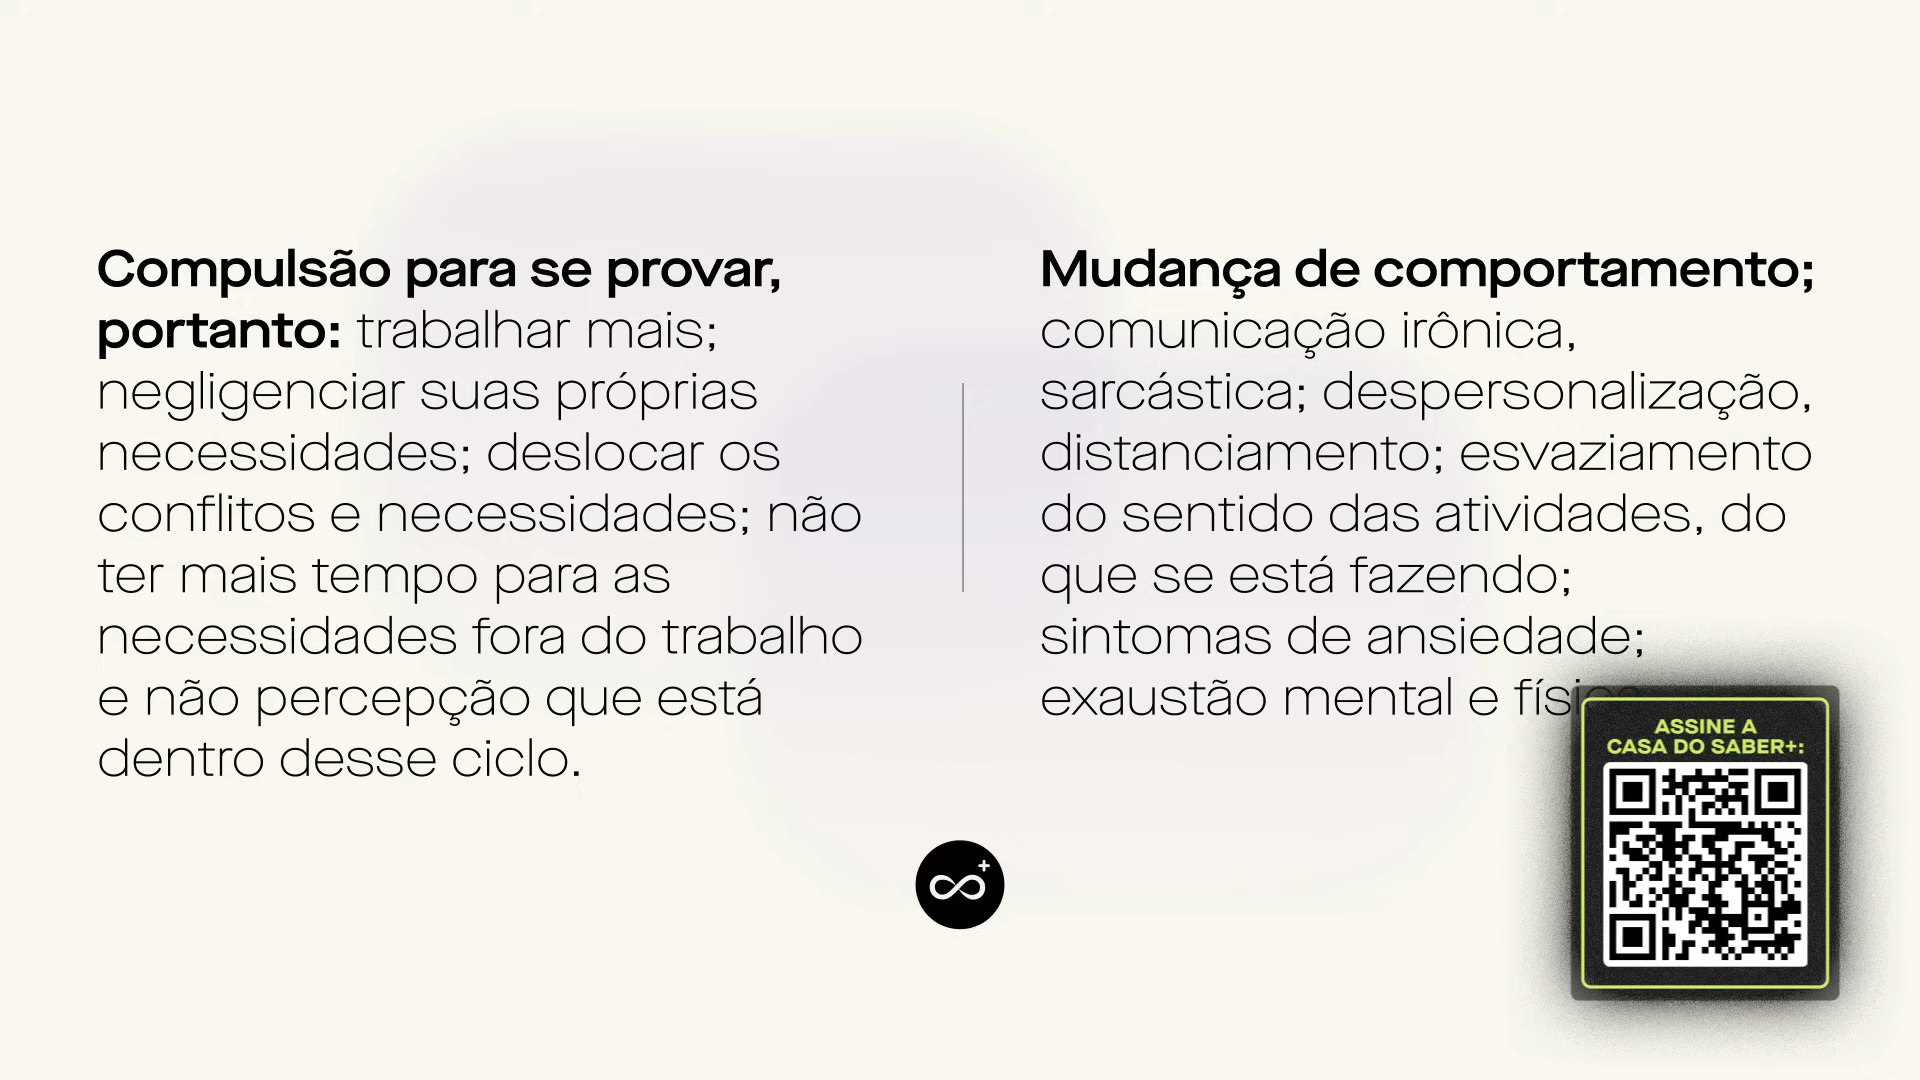 Compulsão para se provar,
portanto: trabalhar mais;
negligenciar suas próprias
necessidades; deslocar os
conflitos e necessidades; não
ter mais tempo para as
necessidades fora do trabalho
e não percepção que está
dentro desse ciclo.
Mudança de comportamento;
comunicação irônica,
sarcástica; despersonalização,
distanciamento; esvaziamento
do sentido das atividades, do
que se está fazendo;
sintomas de ansiedade;
exaustão mental e
ASSINE A
CASA DO SABER+: